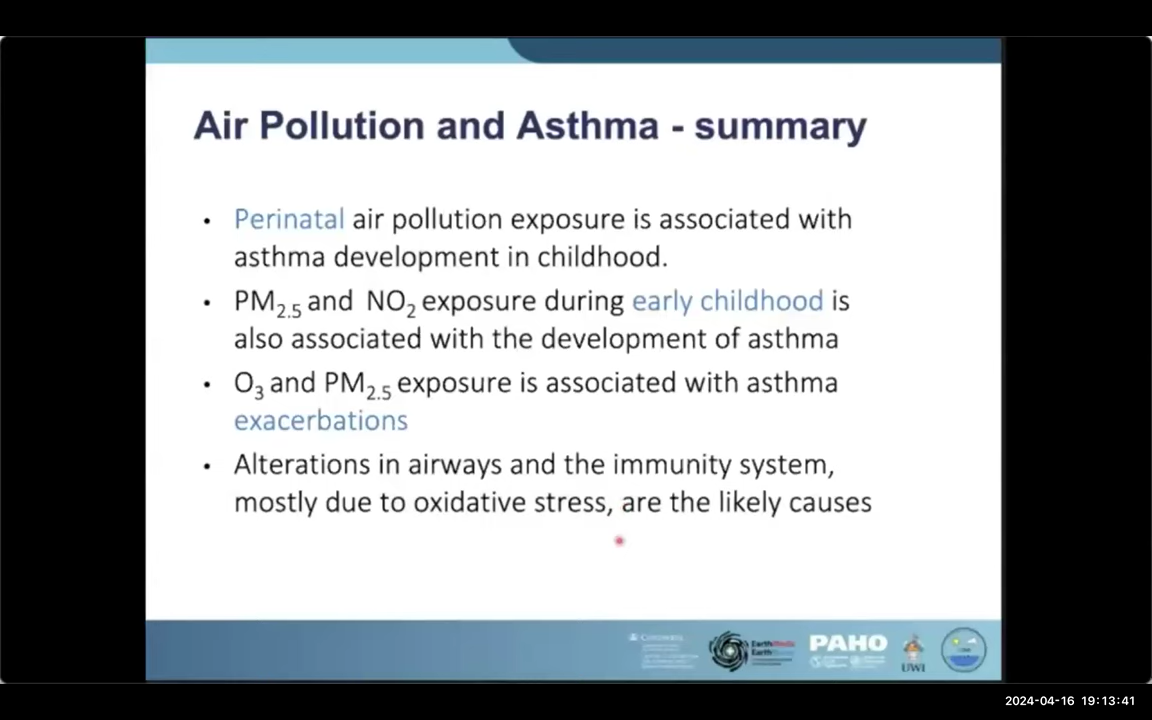 Air Pollution and Asthma - summary
• Perinatal air pollution exposure is associated with
asthma development in childhood.
• PM2.5 and NO2 exposure during early childhood is
also associated with the development of asthma
• O3 and PM2.5 exposure is associated with asthma
exacerbations
• Alterations in airways and the immunity system,
mostly due to oxidative stress, are the likely causes
PAHO
UWI
2024-04-16 19:13:41